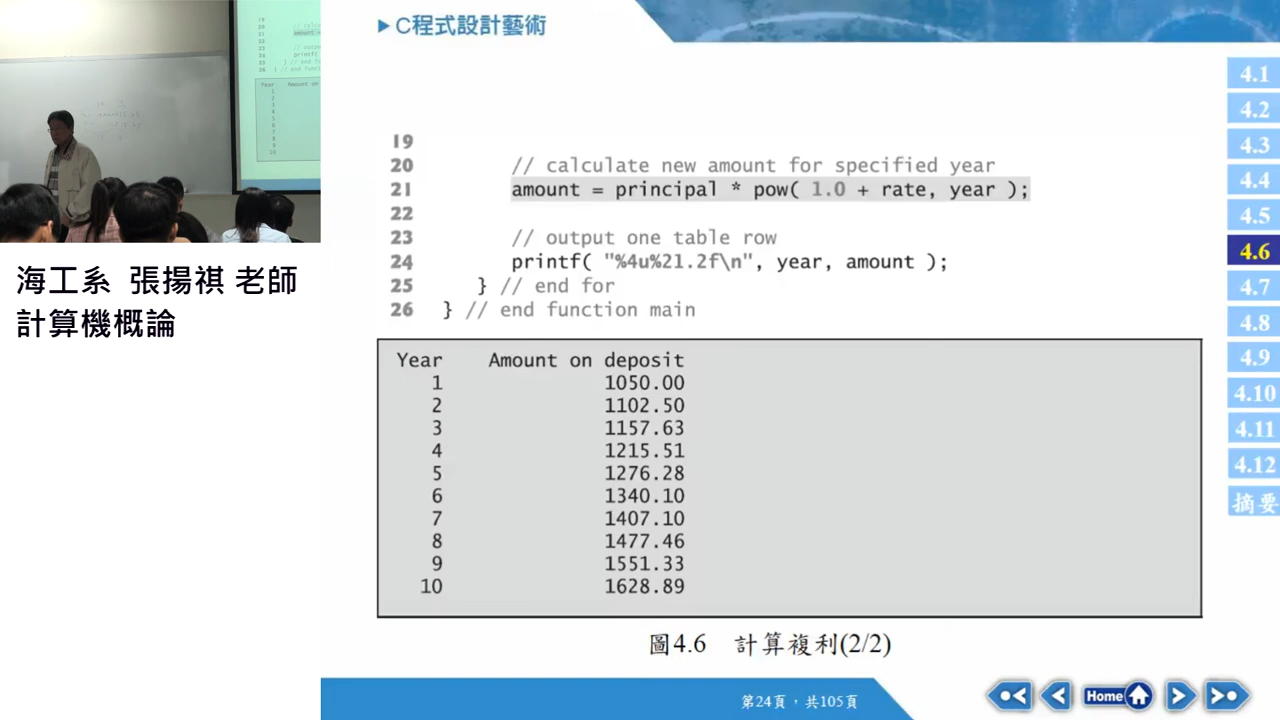 C程式設計藝術
海工系 張揚祺 老師
計算機概論
19
20 // calculate new amount for specified year
21 amount = principal * pow( 1.0 + rate, year );
22
23 // output one table row
24 printf( "%4u%21.2f\n", year, amount );
25 } // end for
26 } // end function main
Year Amount on deposit
1 1050.00
2 1102.50
3 1157.63
4 1215.51
5 1276.28
6 1340.10
7 1407.10
8 1477.46
9 1551.33
10 1628.89
圖4.6 計算複利(2/2)
第24頁，共105頁
Home
4.1
4.2
4.3
4.4
4.5
4.6
4.7
4.8
4.9
4.10
4.11
4.12
摘要